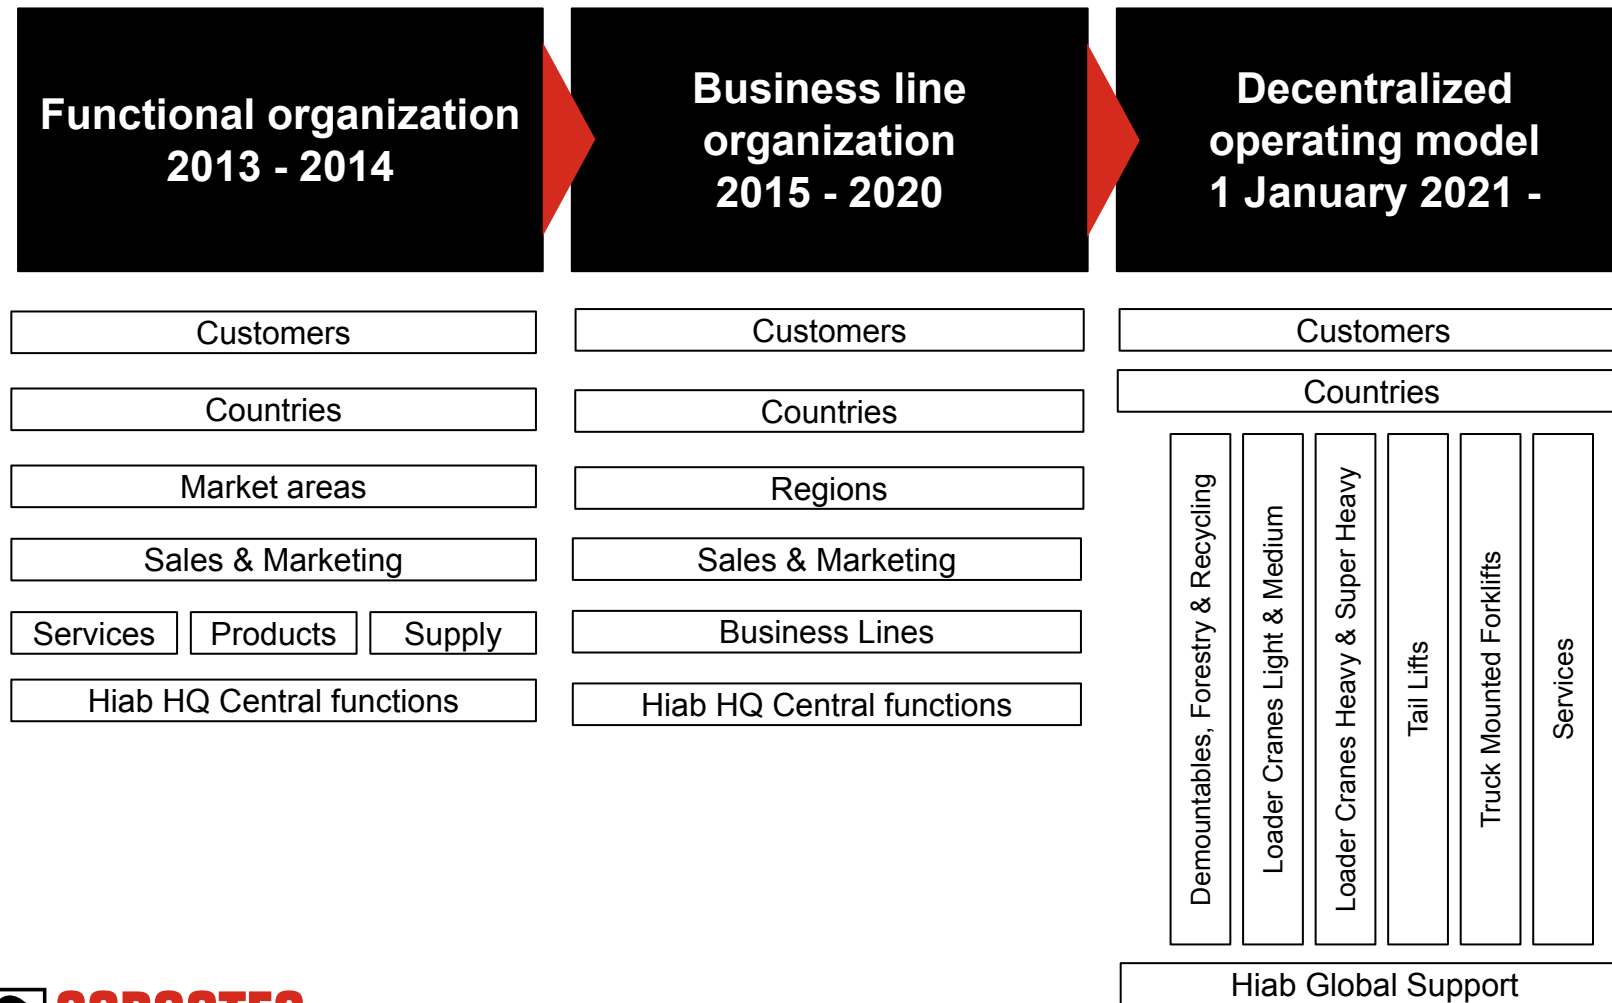 Functional organization
2013 - 2014
Business line
organization
2015 - 2020
Decentralized
operating model
1 January 2021 -
Customers
Countries
Market areas
Sales & Marketing
Services
Products
Supply
Hiab HQ Central functions
Customers
Countries
Regions
Sales & Marketing
Business Lines
Hiab HQ Central functions
Customers
Countries
Demountables, Forestry & Recycling
Loader Cranes Light & Medium
Loader Cranes Heavy & Super Heavy
Tail Lifts
Truck Mounted Forklifts
Services
Hiab Global Support